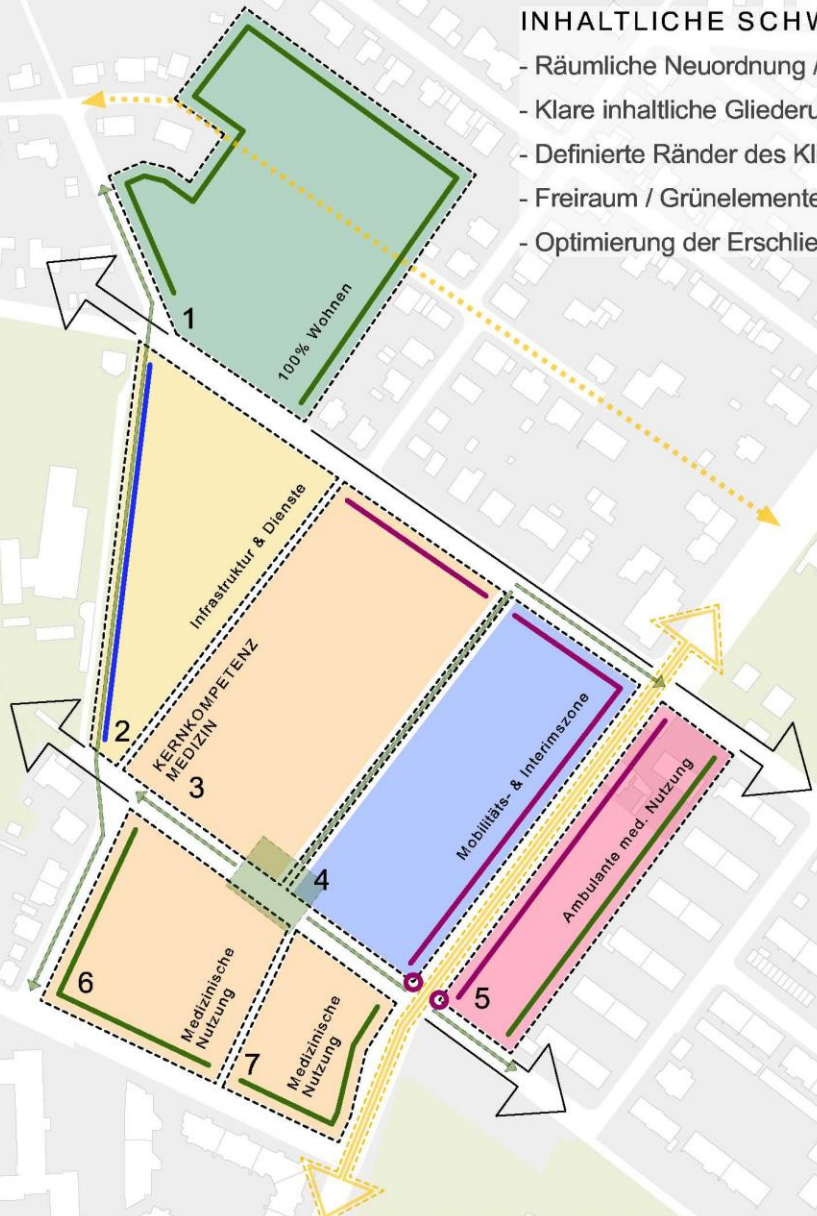 INHALTLICHE SCHW
- Räumliche Neuordnung /
- Klare inhaltliche Gliederu
- Definierte Ränder des Kl
- Freiraum / Grünelemente
- Optimierung der Erschlie
1
100% Wohnen
2
Infrastruktur & Dienste
KERNKOMPETENZ
MEDIZIN
3
4
Mobilitäts- & Interimszone
5
Ambulante med. Nutzung
6
Medizinische
Nutzung
7
Medizinische
Nutzung